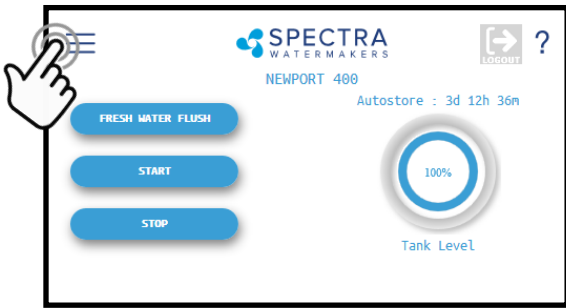 SPECTRA
WATERMAKERS
LOGOUT
?
NEWPORT 400
Autostore : 3d 12h 36m
FRESH WATER FLUSH
START
100%
STOP
Tank Level